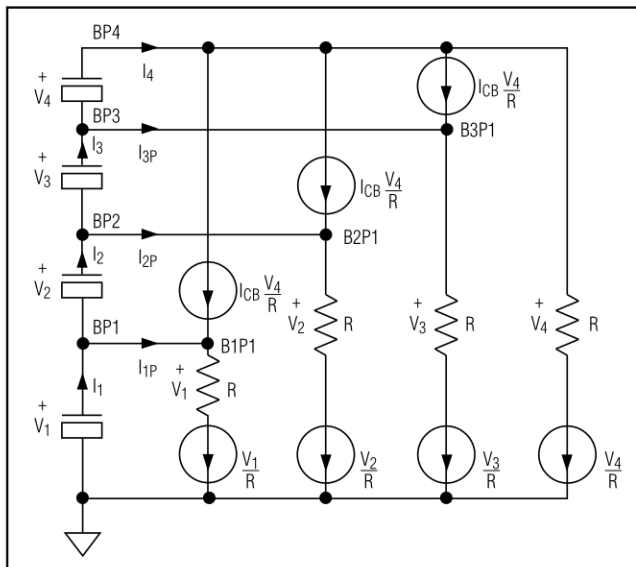 BP4
I4
+
V4
ICB V4/R
BP3
I3
I3P
B3P1
+
V3
ICB V4/R
BP2
I2
I2P
B2P1
+
V2
ICB V4/R
BP1
I1P
B1P1
+
V1
R
+
V2
R
+
V3
R
+
V4
R
I1
+
V1
V1/R
V2/R
V3/R
V4/R